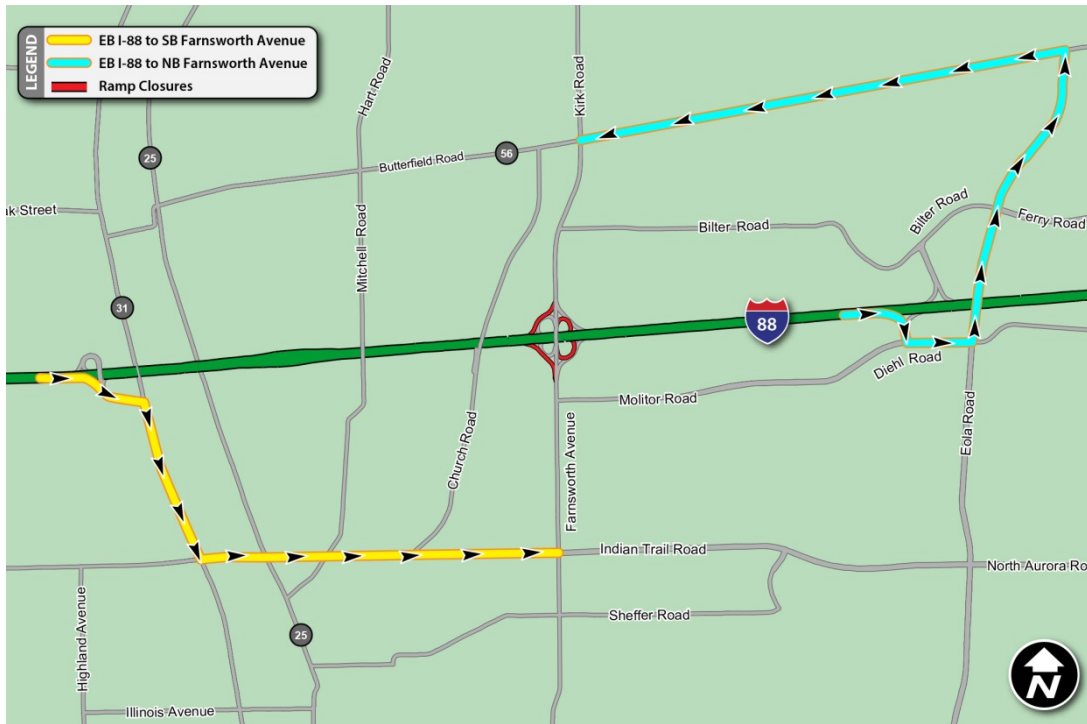 LEGEND
EB I-88 to SB Farnsworth Avenue
EB I-88 to NB Farnsworth Avenue
Ramp Closures
Hart Road
Kirk Road
25
56
Butterfield Road
Street
Bilter Road
Bilter Road
Ferry Road
Mitchell Road
31
88
Diehl Road
Molitor Road
Church Road
Farnsworth Avenue
Eola Road
Indian Trail Road
North Aurora
Sheffer Road
25
Highland Avenue
Illinois Avenue
N